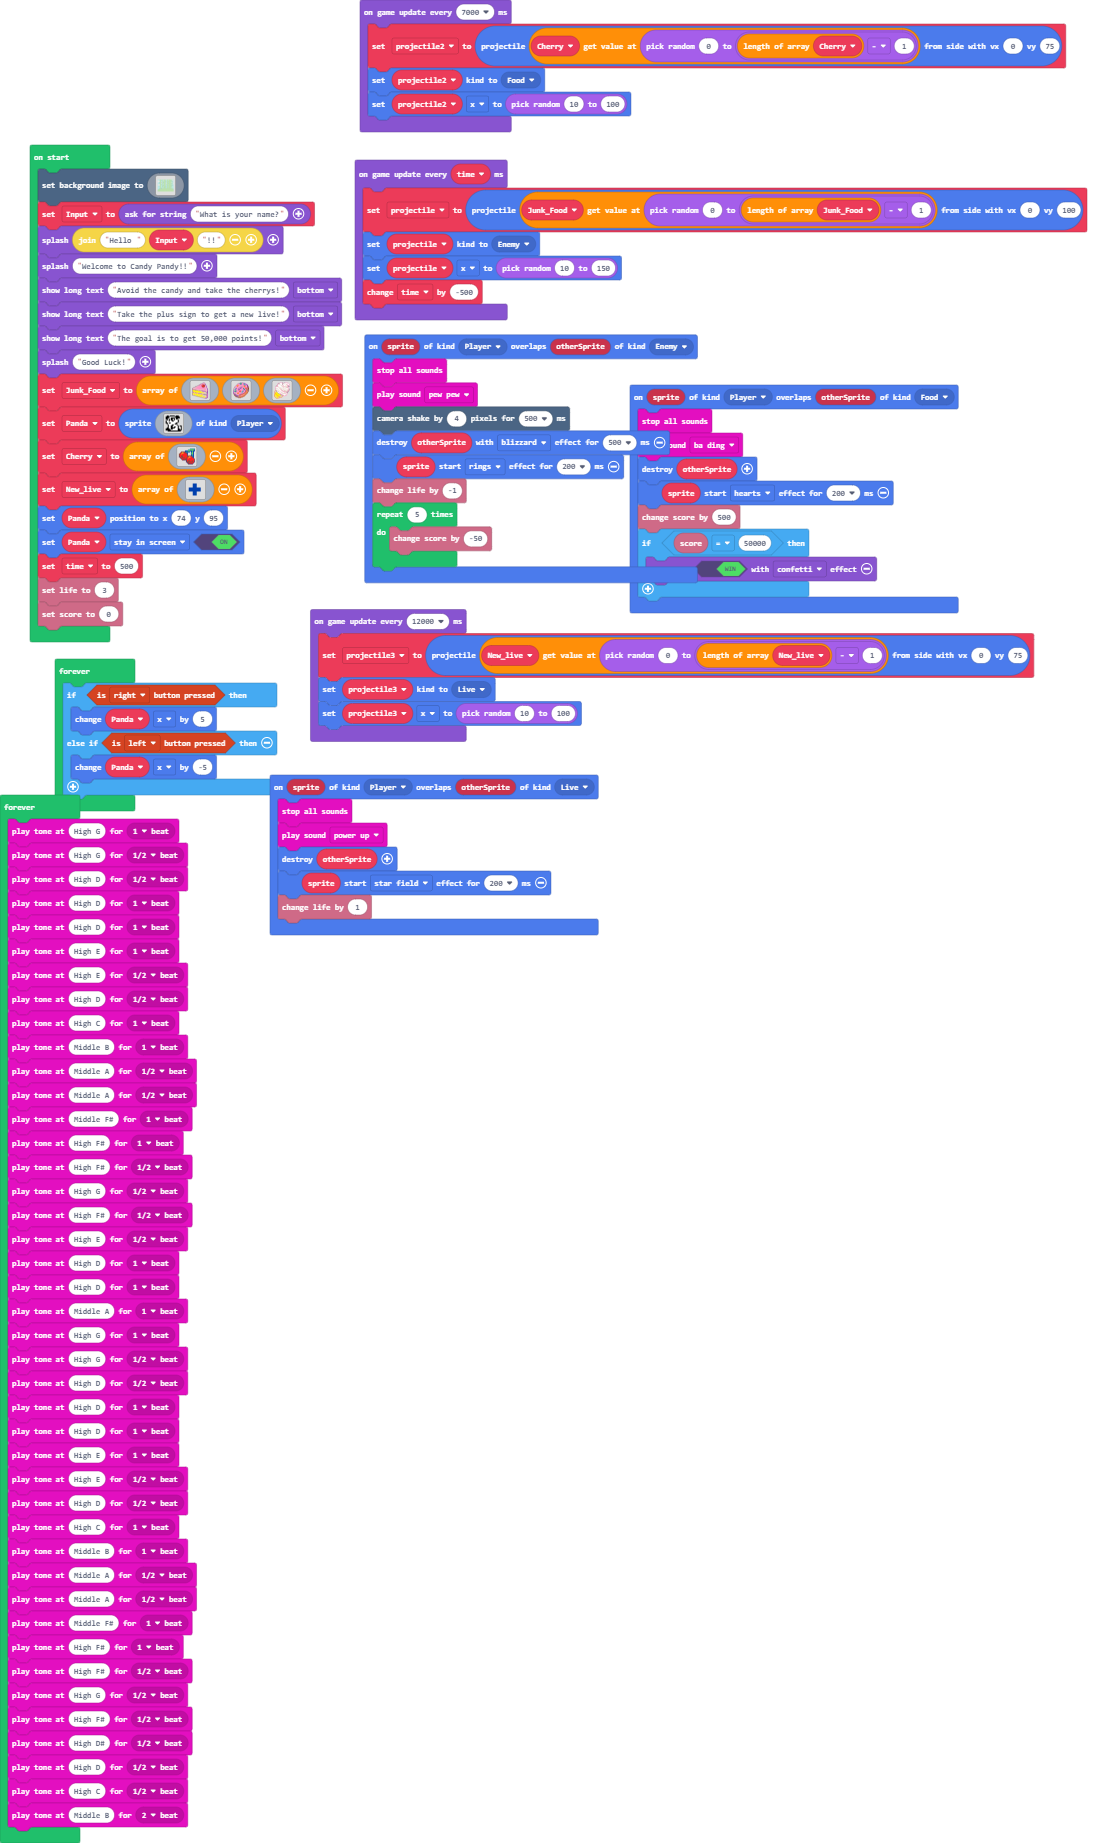 on game update every 7000 ms
set projectile2 to projectile Cherry get value at pick random 0 to length of array Cherry - 1 from side with vx 0 vy 75
set projectile2 kind to Food
set projectile2 x to pick random 10 to 100
on start
set background image to
set Input to ask for string "What is your name?"
splash join "Hello " Input "!!"
splash "Welcome to Candy Pandy!!"
show long text "Avoid the candy and take the cherrys!" bottom
show long text "Take the plus sign to get a new live!" bottom
show long text "The goal is to get 50,000 points!" bottom
splash "Good Luck!"
set Junk_Food to array of
set Panda to sprite of kind Player
set Cherry to array of
set New_live to array of
set Panda position to x 74 y 95
set Panda stay in screen ON
set time to 500
set life to 3
set score to 0
on game update every time ms
set projectile to projectile Junk_Food get value at pick random 0 to length of array Junk_Food - 1 from side with vx 0 vy 100
set projectile kind to Enemy
set projectile x to pick random 10 to 150
change time by -500
on sprite of kind Player overlaps otherSprite of kind Enemy
stop all sounds
play sound pew pew
camera shake by 4 pixels for 500 ms
destroy otherSprite with blizzard effect for 500 ms
sprite start rings effect for 200 ms
change life by -1
repeat 5 times
do change score by -50
on sprite of kind Player overlaps otherSprite of kind Food
stop all sounds
ound ba ding
destroy otherSprite
sprite start hearts effect for 200 ms
change score by 500
if score = 50000 then
WIN with confetti effect
on game update every 12000 ms
set projectile3 to projectile New_live get value at pick random 0 to length of array New_live - 1 from side with vx 0 vy 75
set projectile3 kind to Live
set projectile3 x to pick random 10 to 100
forever
if is right button pressed then
change Panda x by 5
else if is left button pressed then
change Panda x by -5
on sprite of kind Player overlaps otherSprite of kind Live
stop all sounds
play sound power up
destroy otherSprite
sprite start star field effect for 200 ms
change life by 1
forever
play tone at High G for 1 beat
play tone at High G for 1/2 beat
play tone at High D for 1/2 beat
play tone at High D for 1 beat
play tone at High D for 1 beat
play tone at High E for 1 beat
play tone at High E for 1/2 beat
play tone at High D for 1/2 beat
play tone at High C for 1 beat
play tone at Middle B for 1 beat
play tone at Middle A for 1/2 beat
play tone at Middle A for 1/2 beat
play tone at Middle F# for 1 beat
play tone at High F# for 1 beat
play tone at High F# for 1/2 beat
play tone at High G for 1/2 beat
play tone at High F# for 1/2 beat
play tone at High E for 1/2 beat
play tone at High D for 1 beat
play tone at High D for 1 beat
play tone at Middle A for 1 beat
play tone at High G for 1 beat
play tone at High G for 1/2 beat
play tone at High D for 1/2 beat
play tone at High D for 1 beat
play tone at High D for 1 beat
play tone at High E for 1 beat
play tone at High E for 1/2 beat
play tone at High D for 1/2 beat
play tone at High C for 1 beat
play tone at Middle B for 1 beat
play tone at Middle A for 1/2 beat
play tone at Middle A for 1/2 beat
play tone at Middle F# for 1 beat
play tone at High F# for 1 beat
play tone at High F# for 1/2 beat
play tone at High G for 1/2 beat
play tone at High F# for 1/2 beat
play tone at High D# for 1/2 beat
play tone at High D for 1/2 beat
play tone at High C for 1/2 beat
play tone at Middle B for 2 beat